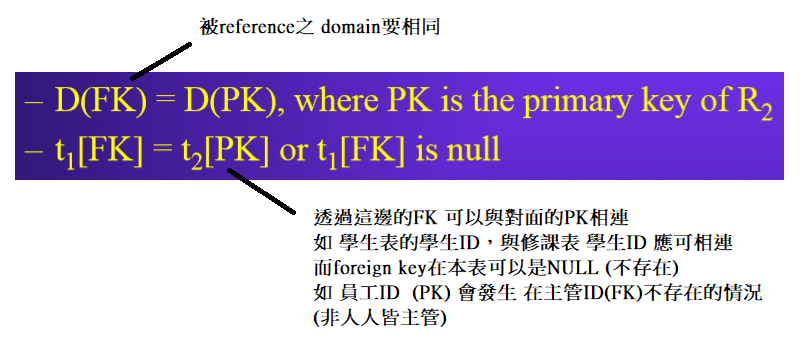 被reference之 domain要相同
– D(FK) = D(PK), where PK is the primary key of R₂
– t₁[FK] = t₂[PK] or t₁[FK] is null
透過這邊的FK 可以與對面的PK相連
如 學生表的學生ID，與修課表 學生ID 應可相連
而foreign key在本表可以是NULL (不存在)
如 員工ID (PK) 會發生 在主管ID(FK)不存在的情況
(非人人皆主管)